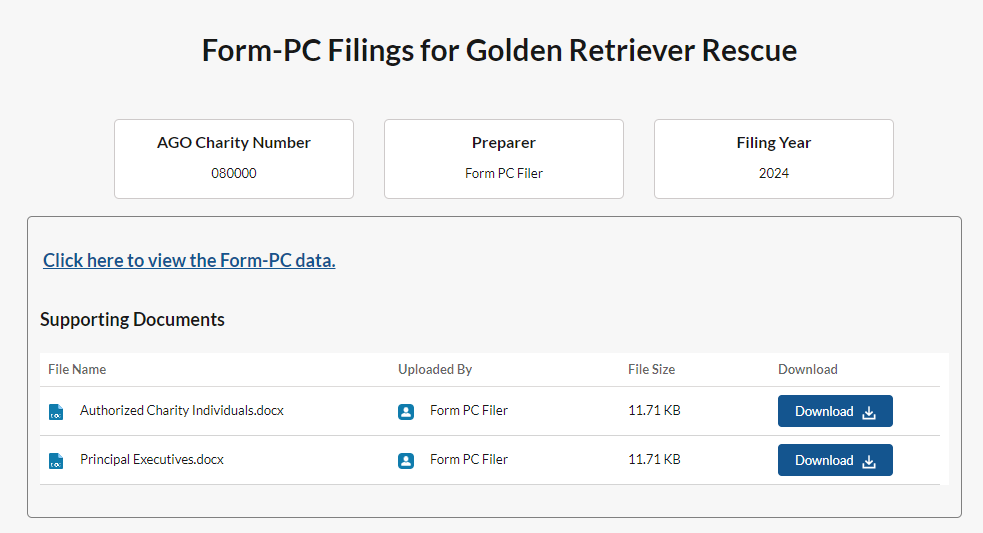 Form-PC Filings for Golden Retriever Rescue
AGO Charity Number
080000
Preparer
Form PC Filer
Filing Year
2024
Click here to view the Form-PC data.
Supporting Documents
File Name Uploaded By File Size Download
Authorized Charity Individuals.docx Form PC Filer 11.71 KB Download
Principal Executives.docx Form PC Filer 11.71 KB Download